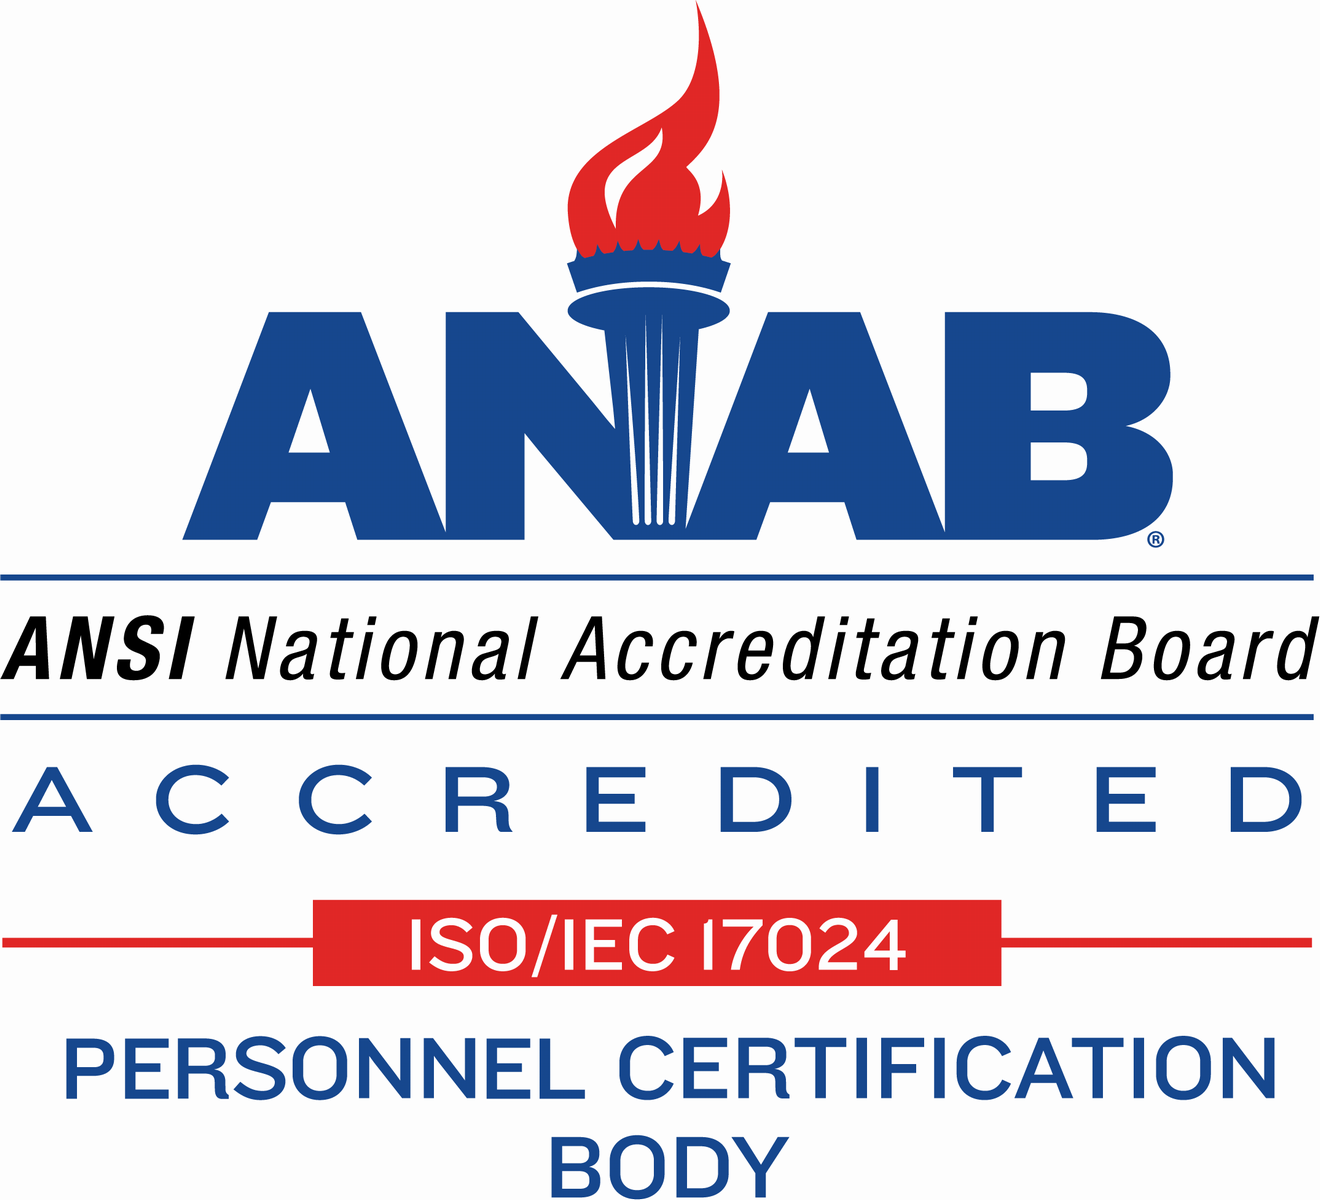 ANAB®
ANSI National Accreditation Board
ACCREDITED
ISO/IEC 17024
PERSONNEL CERTIFICATION
BODY